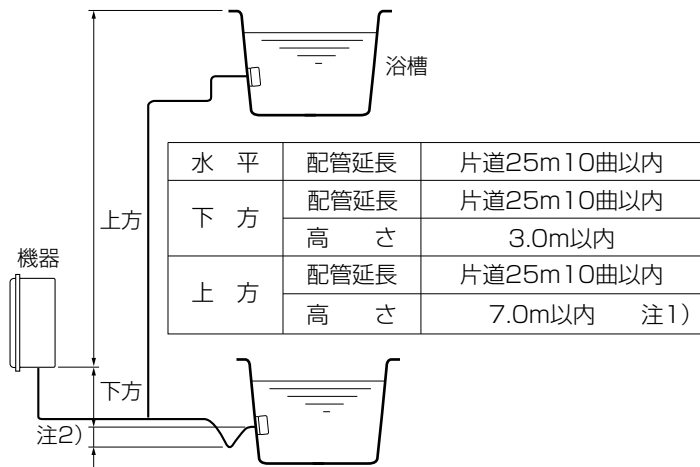 浴槽
水　平　配管延長　片道25m10曲以内
下　方　配管延長　片道25m10曲以内
高　　さ　3.0m以内
上　方　配管延長　片道25m10曲以内
高　　さ　7.0m以内　注1）
上方
機器
下方
注2）